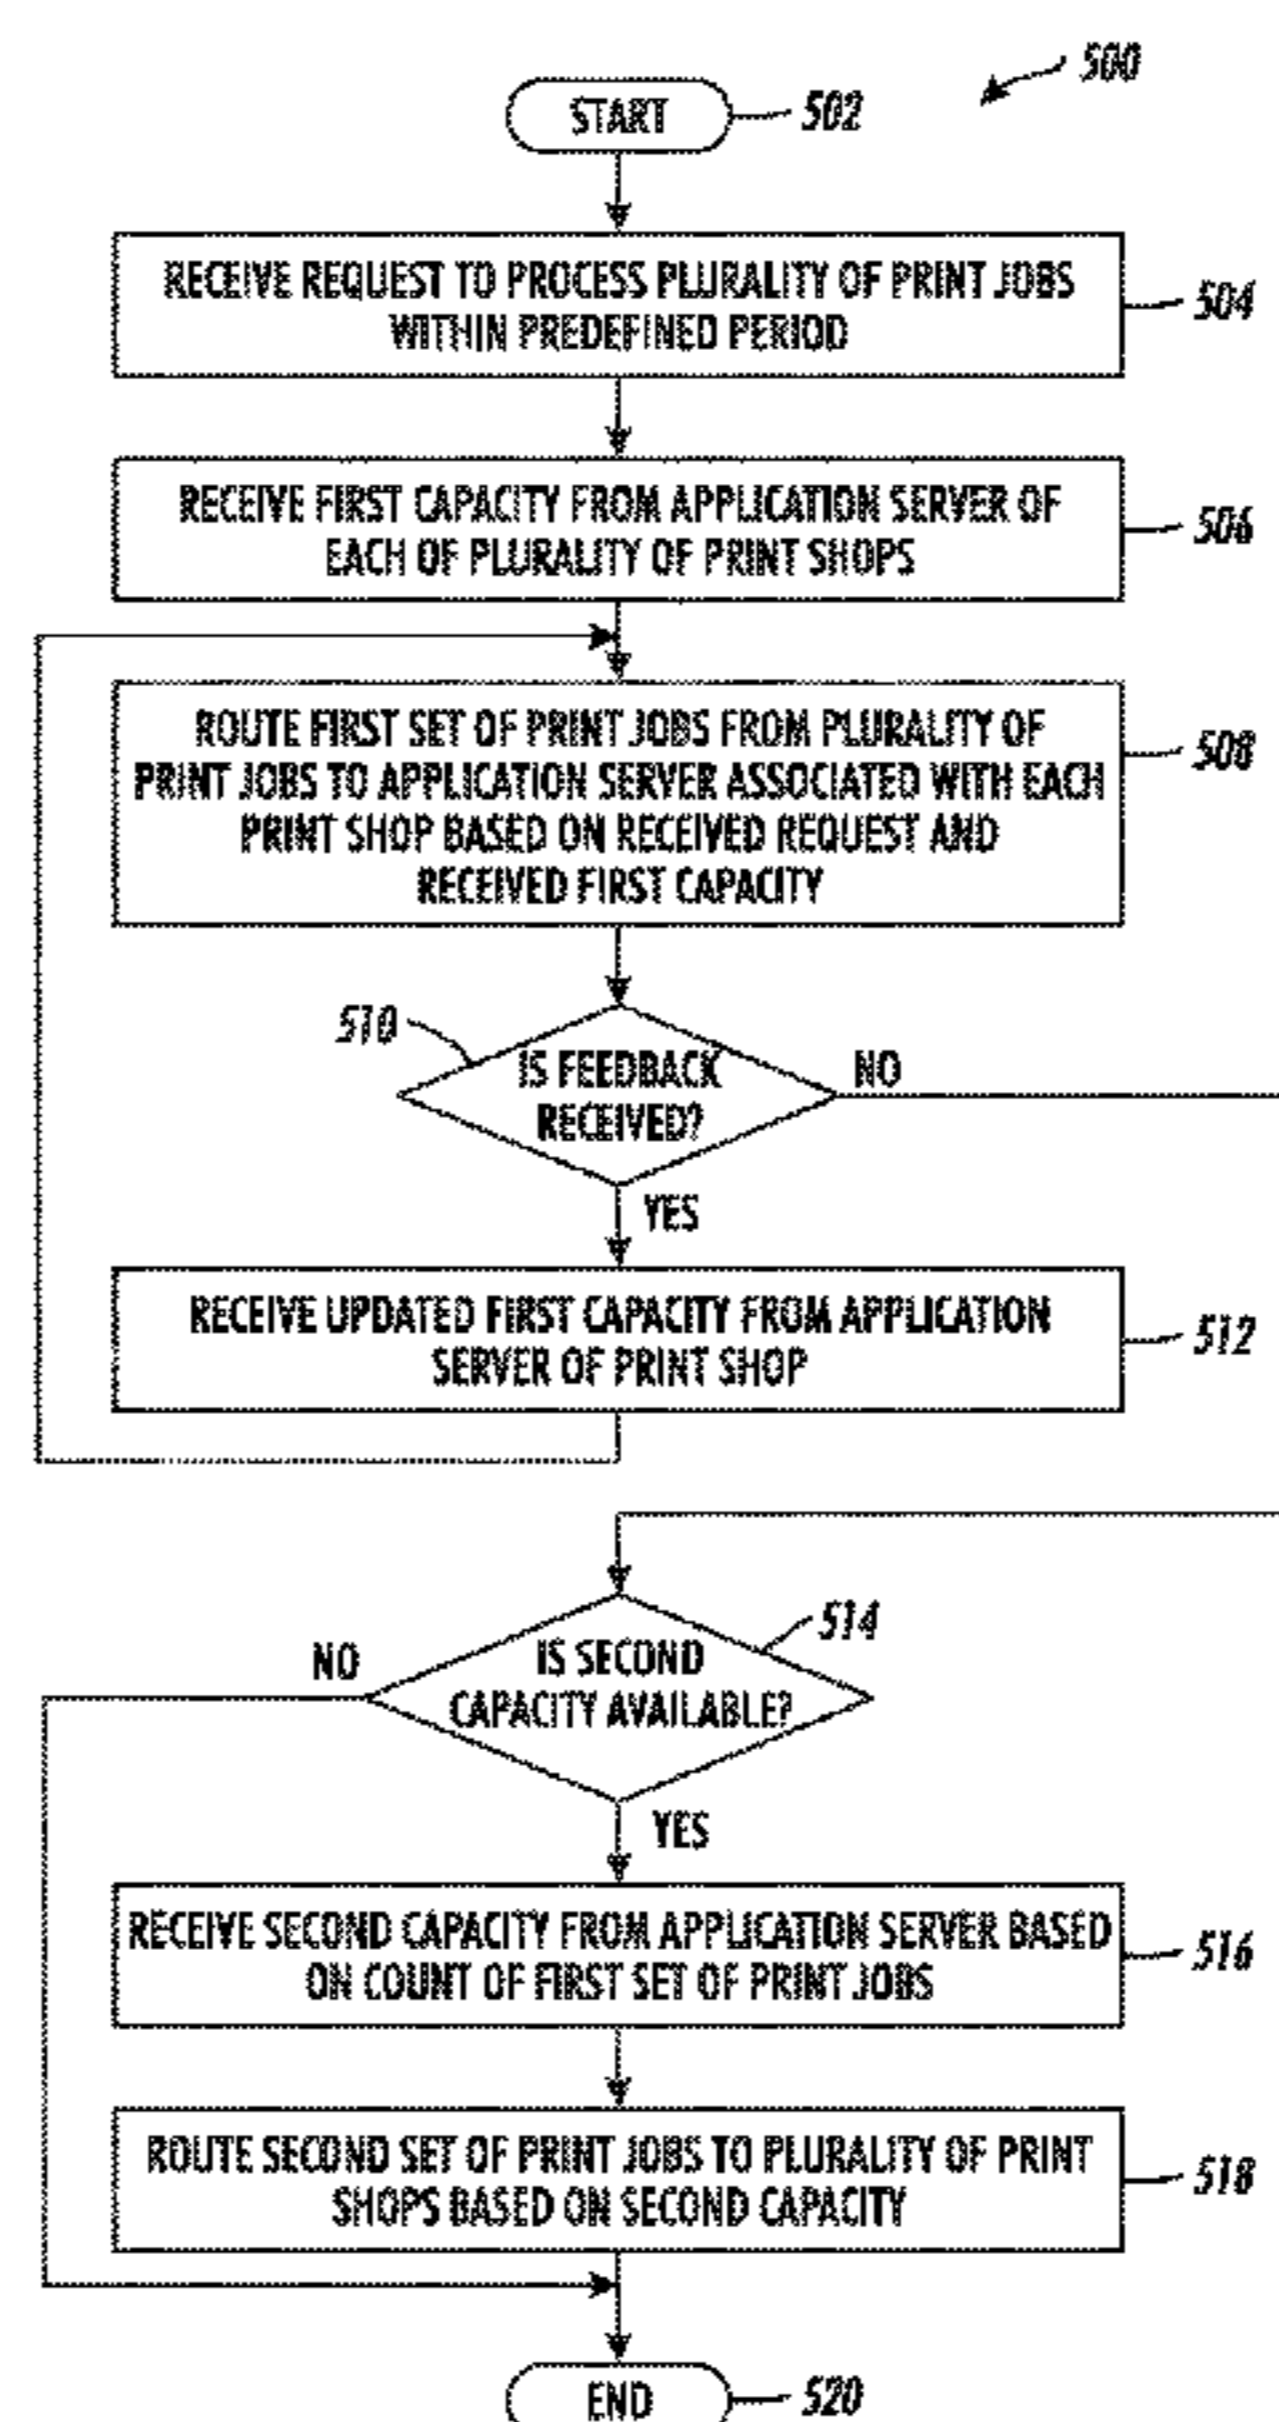 500
START
502
RECEIVE REQUEST TO PROCESS PLURALITY OF PRINT JOBS
WITHIN PREDEFINED PERIOD
504
RECEIVE FIRST CAPACITY FROM APPLICATION SERVER OF
EACH OF PLURALITY OF PRINT SHOPS
506
ROUTE FIRST SET OF PRINT JOBS FROM PLURALITY OF
PRINT JOBS TO APPLICATION SERVER ASSOCIATED WITH EACH
PRINT SHOP BASED ON RECEIVED REQUEST AND
RECEIVED FIRST CAPACITY
508
510
IS FEEDBACK
RECEIVED?
NO
YES
RECEIVE UPDATED FIRST CAPACITY FROM APPLICATION
SERVER OF PRINT SHOP
512
514
NO
IS SECOND
CAPACITY AVAILABLE?
YES
RECEIVE SECOND CAPACITY FROM APPLICATION SERVER BASED
ON COUNT OF FIRST SET OF PRINT JOBS
516
ROUTE SECOND SET OF PRINT JOBS TO PLURALITY OF PRINT
SHOPS BASED ON SECOND CAPACITY
518
END
520